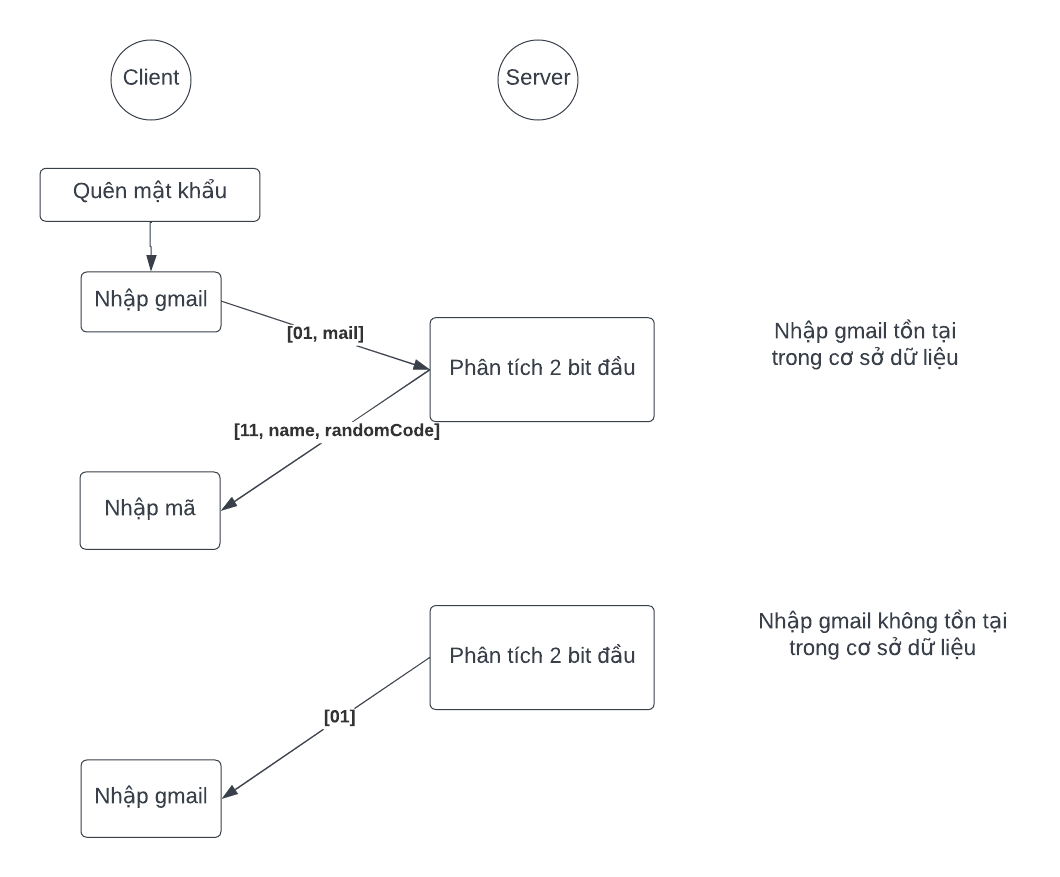 Client
Server
Quên mật khẩu
Nhập gmail
[01, mail]
Phân tích 2 bit đầu
Nhập gmail tồn tại
trong cơ sở dữ liệu
[11, name, randomCode]
Nhập mã
Phân tích 2 bit đầu
Nhập gmail không tồn tại
trong cơ sở dữ liệu
[01]
Nhập gmail